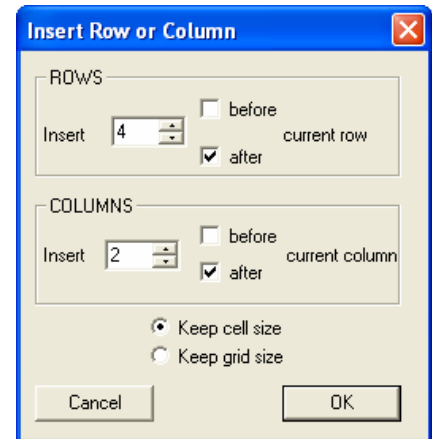 Insert Row or Column
ROWS
before
Insert 4 current row
after
COLUMNS
before
Insert 2 current column
after
Keep cell size
Keep grid size
Cancel OK